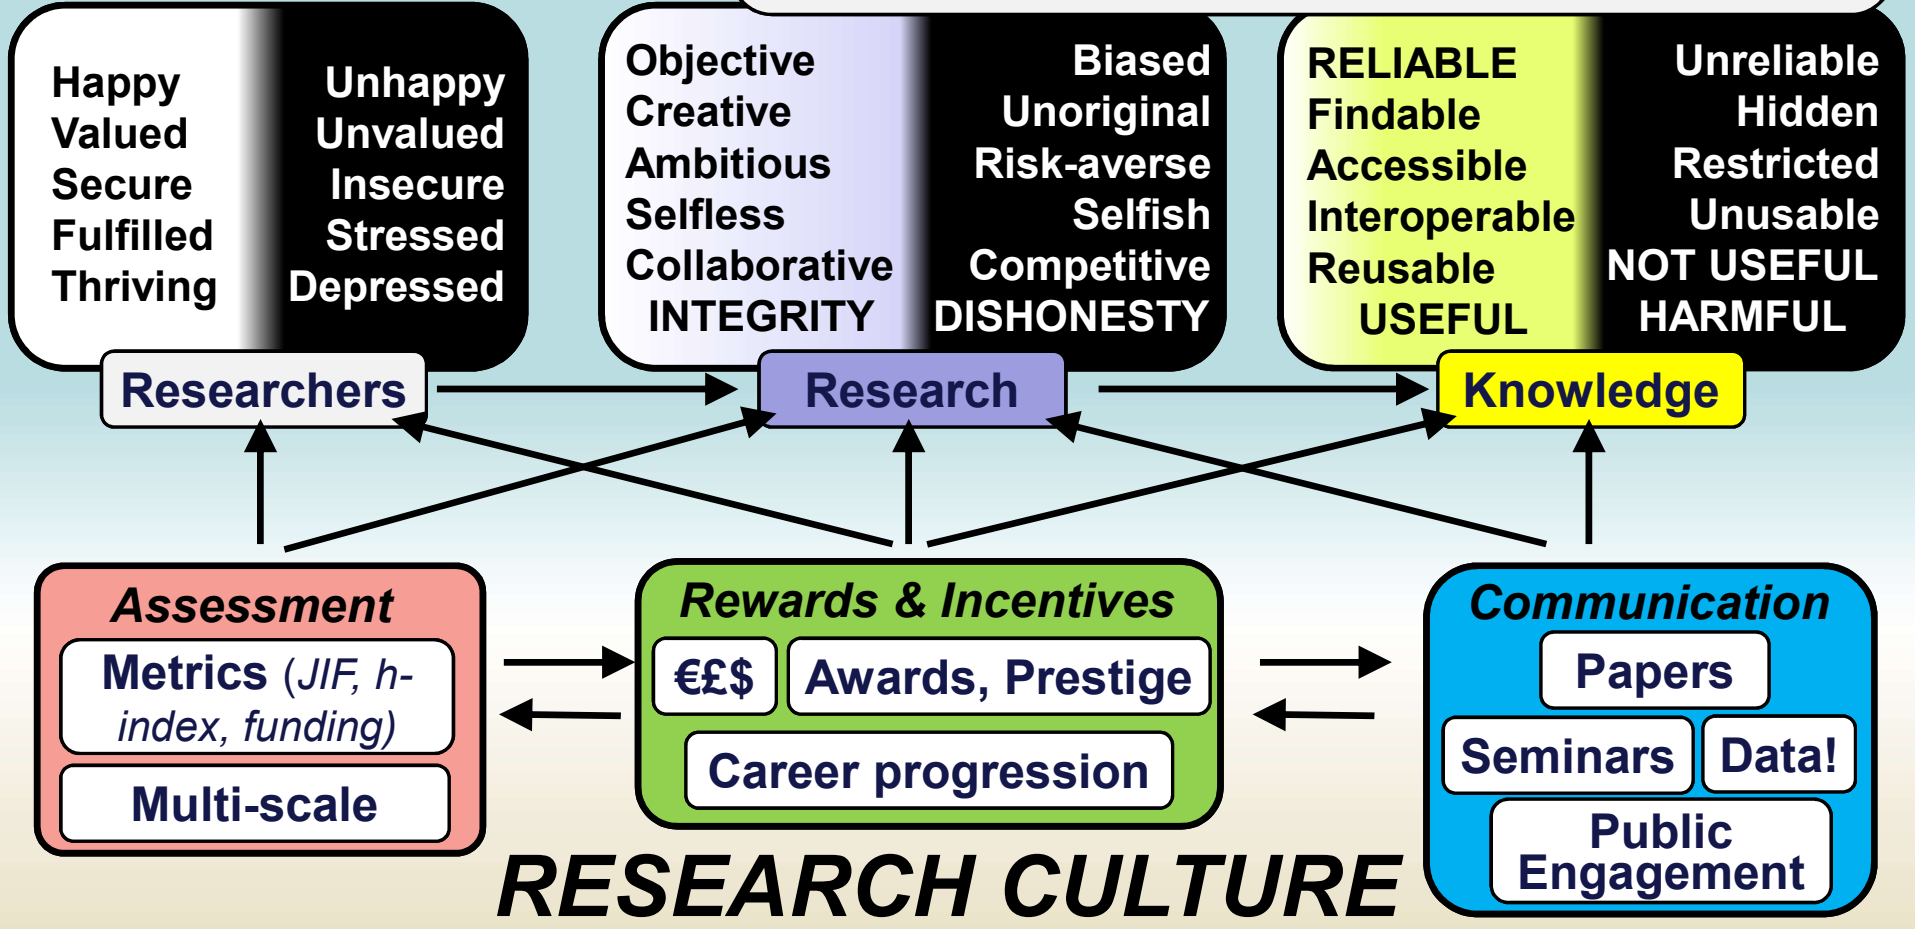 Happy
Valued
Secure
Fulfilled
Thriving
Unhappy
Unvalued
Insecure
Stressed
Depressed
Researchers
Objective
Creative
Ambitious
Selfless
Collaborative
INTEGRITY
Biased
Unoriginal
Risk-averse
Selfish
Competitive
DISHONESTY
Research
RELIABLE
Findable
Accessible
Interoperable
Reusable
USEFUL
Unreliable
Hidden
Restricted
Unusable
NOT USEFUL
HARMFUL
Knowledge
Assessment
Metrics (JIF, h-
index, funding)
Multi-scale
Rewards & Incentives
€£$
Awards, Prestige
Career progression
Communication
Papers
Seminars
Data!
Public
Engagement
RESEARCH CULTURE